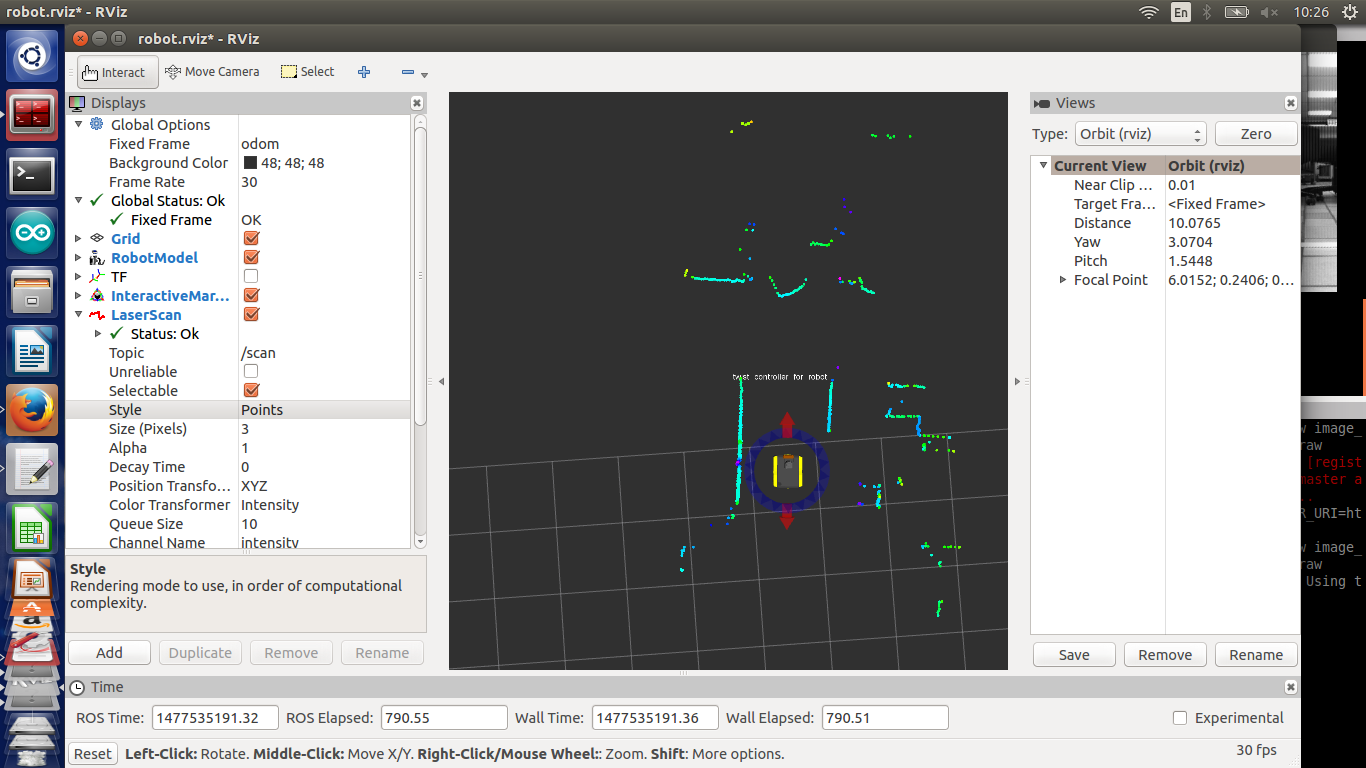 robot.rviz* - RViz
En
10:26
robot.rviz* - RViz
Interact
Move Camera
Select
Displays
Global Options
Fixed Frame odom
Background Color 48; 48; 48
Frame Rate 30
Global Status: Ok
Fixed Frame OK
Grid
RobotModel
TF
InteractiveMar...
LaserScan
Status: Ok
Topic /scan
Unreliable
Selectable
Style Points
Size (Pixels) 3
Alpha 1
Decay Time 0
Position Transfo... XYZ
Color Transformer Intensity
Queue Size 10
Channel Name intensity
Style
Rendering mode to use, in order of computational
complexity.
Add Duplicate Remove Rename
twist controller for robot
Views
Type: Orbit (rviz) Zero
Current View Orbit (rviz)
Near Clip ... 0.01
Target Fra... <Fixed Frame>
Distance 10.0765
Yaw 3.0704
Pitch 1.5448
Focal Point 6.0152; 0.2406; 0...
Save Remove Rename
w image_
raw
[regist
master a
..
R_URI=ht
w image_
raw
Using t
Time
ROS Time: 1477535191.32 ROS Elapsed: 790.55 Wall Time: 1477535191.36 Wall Elapsed: 790.51 Experimental
Reset Left-Click: Rotate. Middle-Click: Move X/Y. Right-Click/Mouse Wheel:: Zoom. Shift: More options. 30 fps